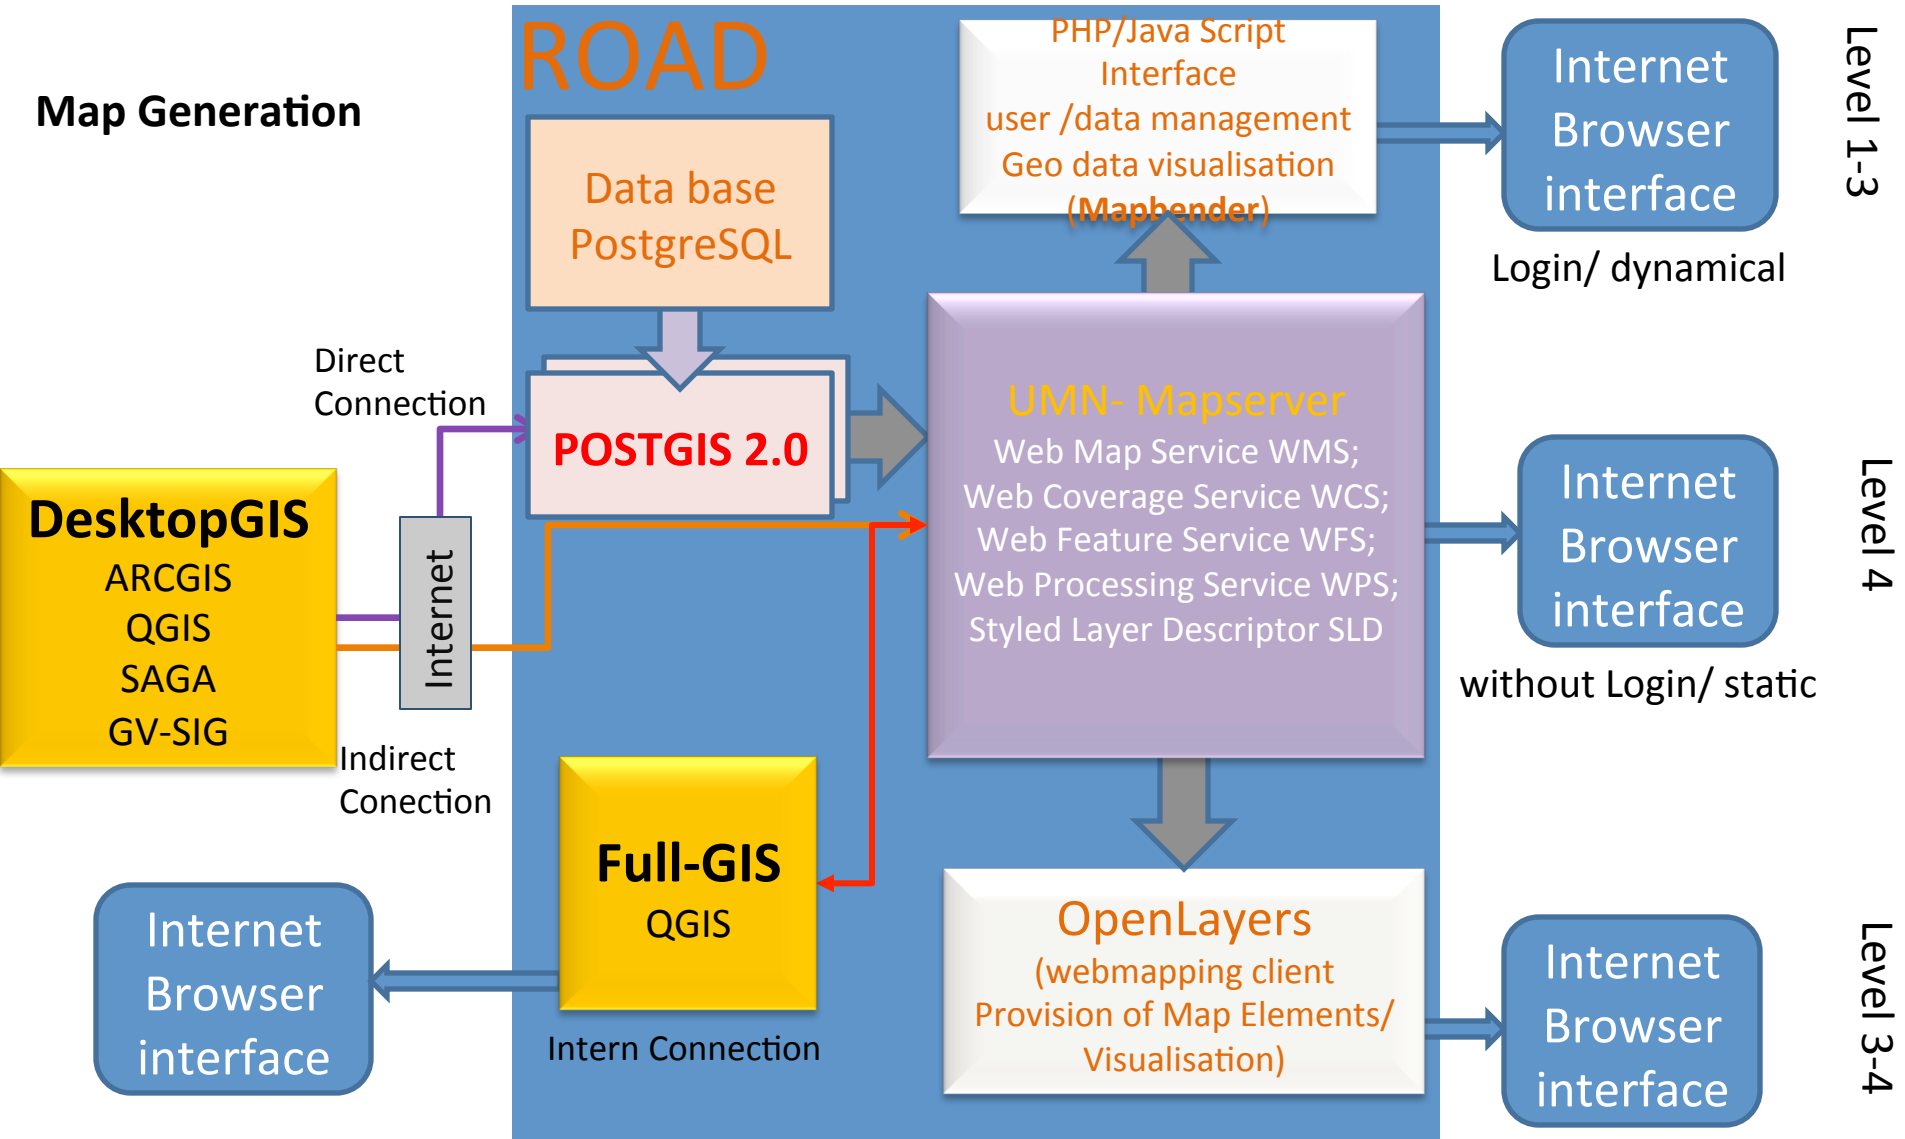 Map Generation
ROAD
Data base
PostgreSQL
PHP/Java Script
Interface
user /data management
Geo data visualisation
(Mapbender)
Internet
Browser
interface
Level 1-3
Login/ dynamical
Direct
Connection
POSTGIS 2.0
UMN- Mapserver
Web Map Service WMS;
Web Coverage Service WCS;
Web Feature Service WFS;
Web Processing Service WPS;
Styled Layer Descriptor SLD
Internet
Browser
interface
Level 4
without Login/ static
DesktopGIS
ARCGIS
QGIS
SAGA
GV-SIG
Internet
Indirect
Conection
Full-GIS
QGIS
Intern Connection
Internet
Browser
interface
OpenLayers
(webmapping client
Provision of Map Elements/
Visualisation)
Internet
Browser
interface
Level 3-4